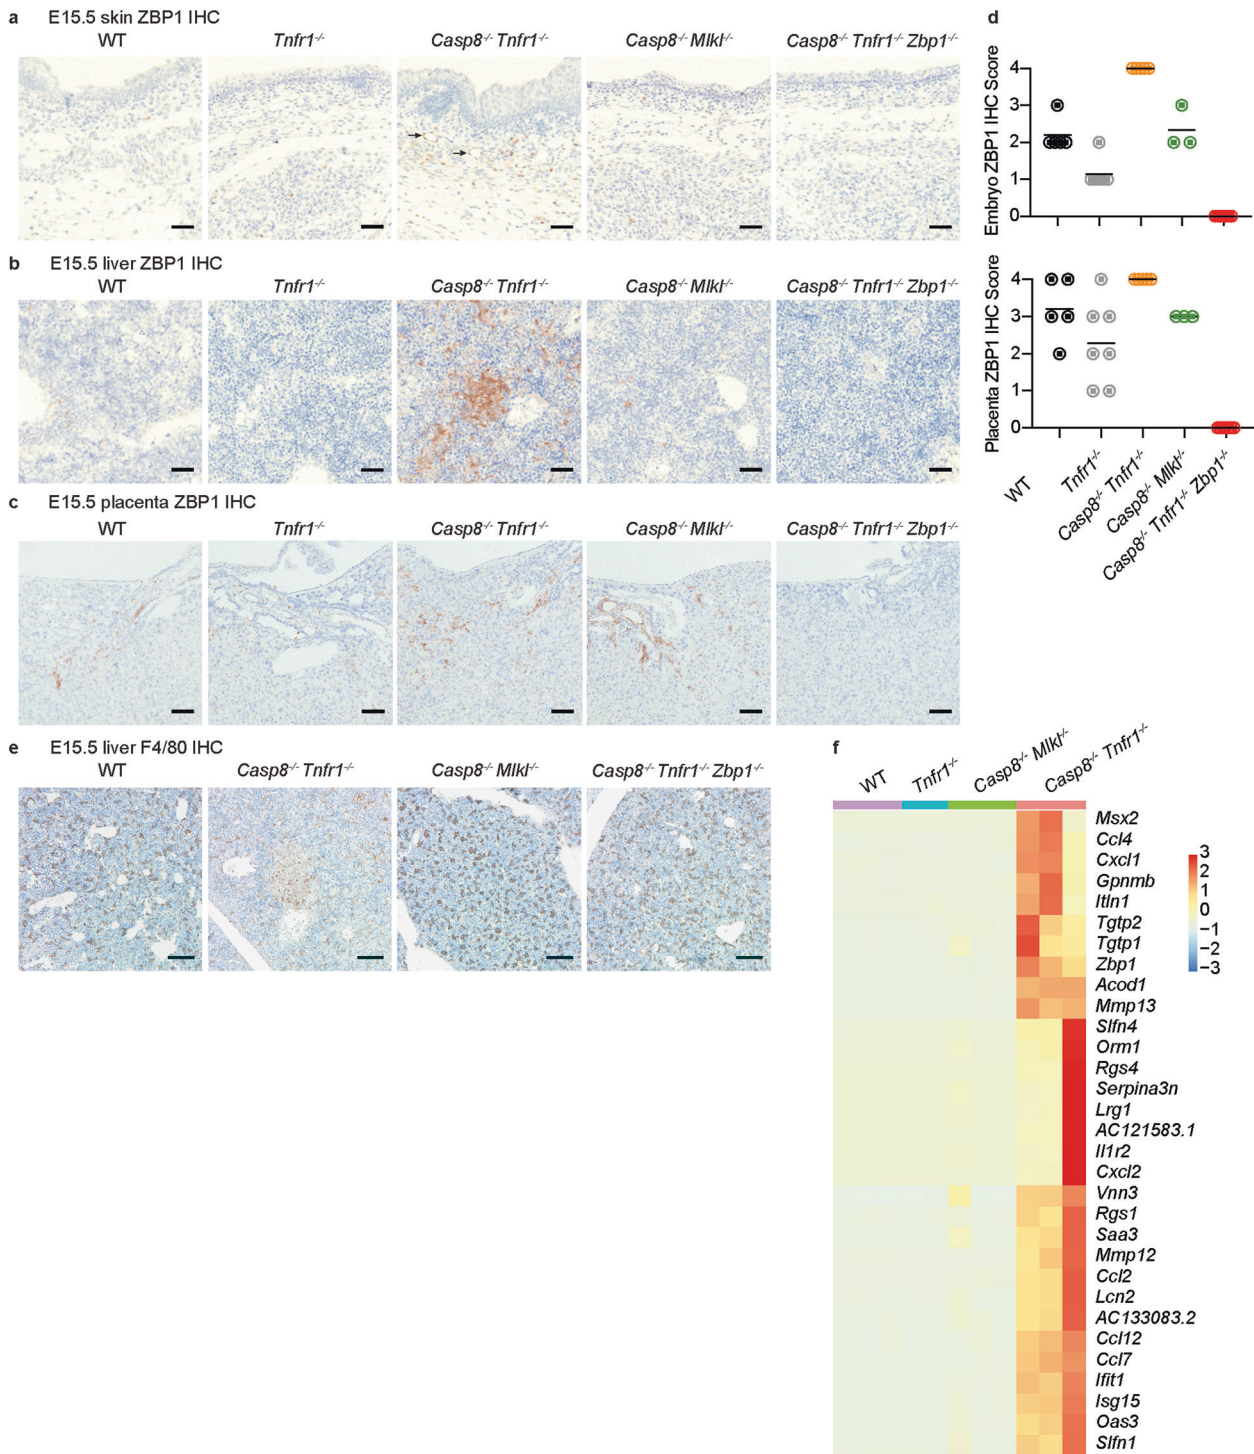 a E15.5 skin ZBP1 IHC
WT Tnfr1-/- Casp8-/- Tnfr1-/- Casp8-/- Mlkl-/- Casp8-/- Tnfr1-/- Zbp1-/-
b E15.5 liver ZBP1 IHC
WT Tnfr1-/- Casp8-/- Tnfr1-/- Casp8-/- Mlkl-/- Casp8-/- Tnfr1-/- Zbp1-/-
c E15.5 placenta ZBP1 IHC
WT Tnfr1-/- Casp8-/- Tnfr1-/- Casp8-/- Mlkl-/- Casp8-/- Tnfr1-/- Zbp1-/-
d
Embryo ZBP1 IHC Score
4
3
2
1
0
Placenta ZBP1 IHC Score
4
3
2
1
0
WT
Tnfr1-/-
Casp8-/- Tnfr1-/-
Casp8-/- Mlkl-/-
Casp8-/- Tnfr1-/- Zbp1-/-
e E15.5 liver F4/80 IHC
WT Casp8-/- Tnfr1-/- Casp8-/- Mlkl-/- Casp8-/- Tnfr1-/- Zbp1-/-
f
WT
Tnfr1-/-
Casp8-/- Mlkl-/-
Casp8-/- Tnfr1-/-
Msx2
Ccl4
Cxcl1
Gpnmb
Itln1
Tgtp2
Tgtp1
Zbp1
Acod1
Mmp13
Slfn4
Orm1
Rgs4
Serpina3n
Lrg1
AC121583.1
Il1r2
Cxcl2
Vnn3
Rgs1
Saa3
Mmp12
Ccl2
Lcn2
AC133083.2
Ccl12
Ccl7
Ifit1
Isg15
Oas3
Slfn1
3
2
1
0
−1
−2
−3